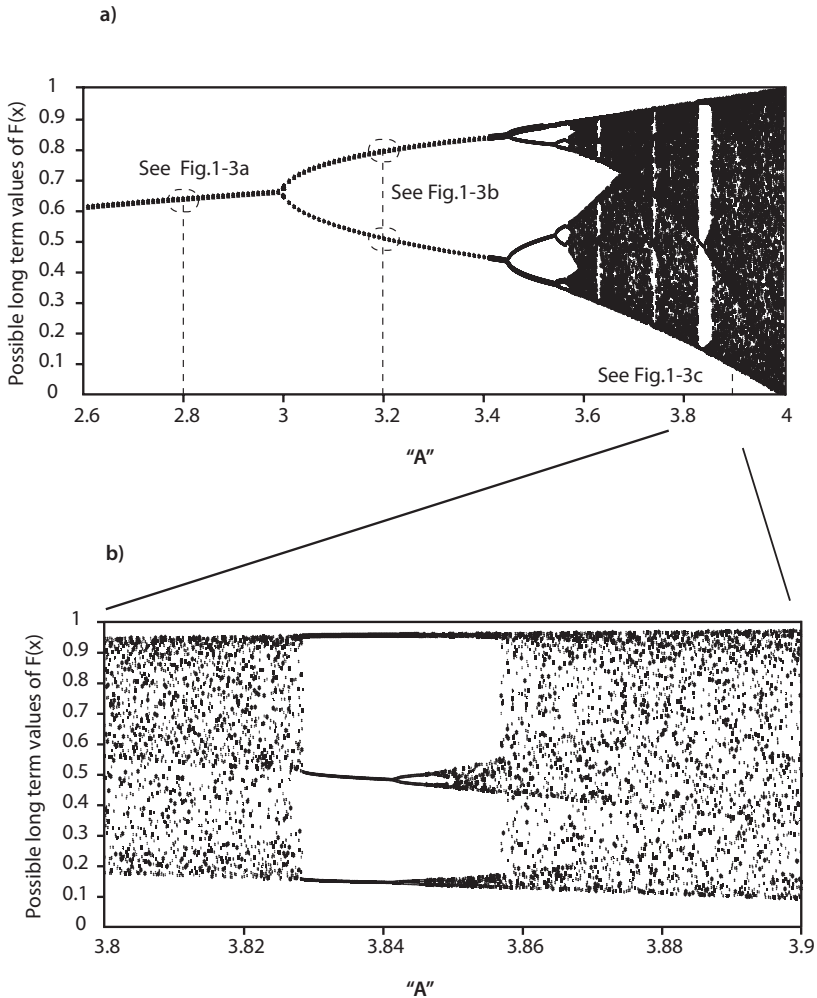 a)
Possible long term values of F(x)
1
0.9
0.8
0.7
0.6
0.5
0.4
0.3
0.2
0.1
0
See Fig.1-3a
See Fig.1-3b
See Fig.1-3c
2.6 2.8 3 3.2 3.4 3.6 3.8 4
“A”
b)
Possible long term values of F(x)
1
0.9
0.8
0.7
0.6
0.5
0.4
0.3
0.2
0.1
0
3.8 3.82 3.84 3.86 3.88 3.9
“A”